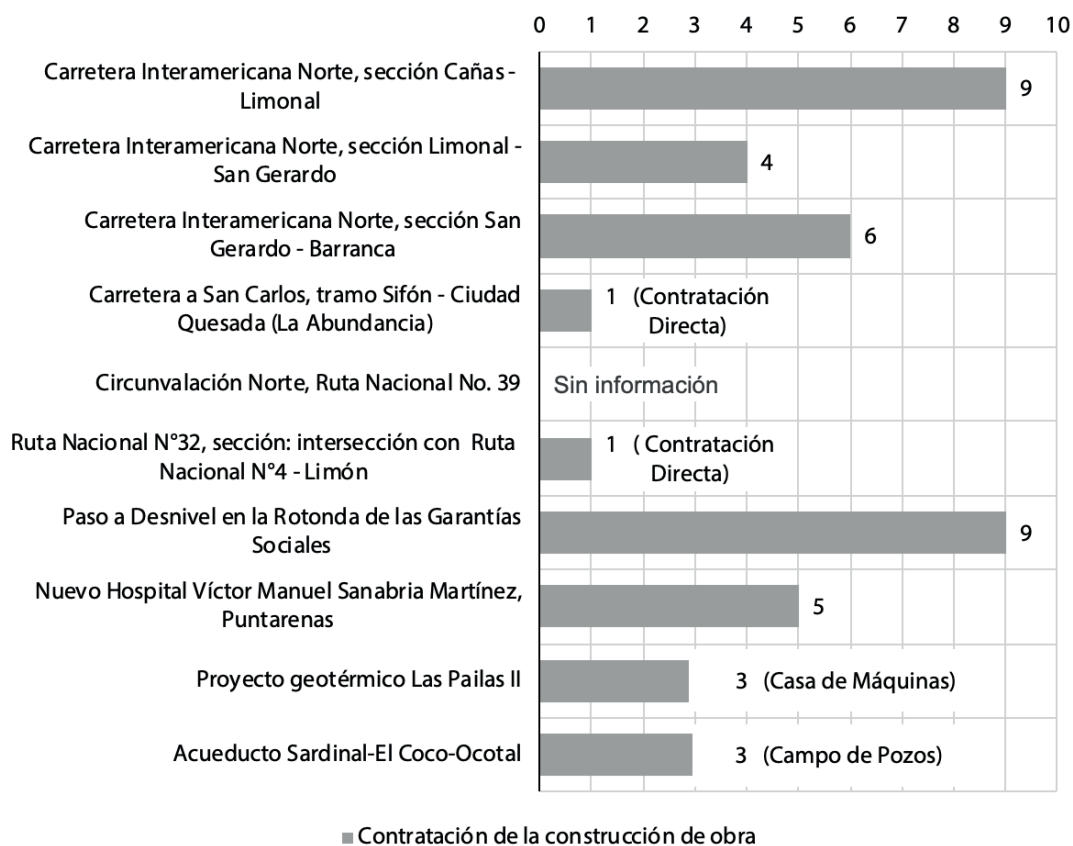 0 1 2 3 4 5 6 7 8 9 10
Carretera Interamericana Norte, sección Cañas -
Limonal
9
Carretera Interamericana Norte, sección Limonal -
San Gerardo
4
Carretera Interamericana Norte, sección San
Gerardo - Barranca
6
Carretera a San Carlos, tramo Sifón - Ciudad
Quesada (La Abundancia)
1 (Contratación
Directa)
Circunvalación Norte, Ruta Nacional No. 39
Sin información
Ruta Nacional N°32, sección: intersección con Ruta
Nacional N°4 - Limón
1 ( Contratación
Directa)
Paso a Desnivel en la Rotonda de las Garantías
Sociales
9
Nuevo Hospital Víctor Manuel Sanabria Martínez,
Puntarenas
5
Proyecto geotérmico Las Pailas II
3 (Casa de Máquinas)
Acueducto Sardinal-El Coco-Ocotal
3 (Campo de Pozos)
Contratación de la construcción de obra